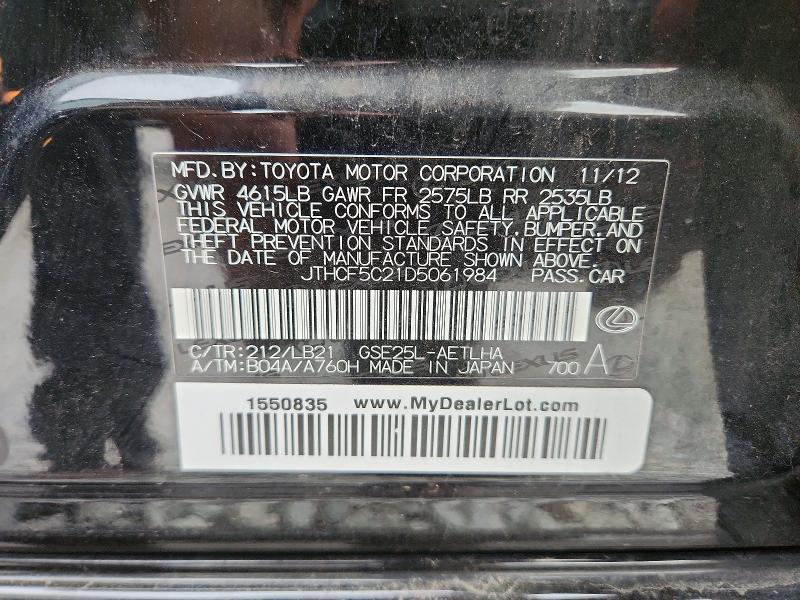 MFD.BY:TOYOTA MOTOR CORPORATION 11/12
GVWR 4615LB GAWR FR 2575LB RR 2535LB
THIS VEHICLE CONFORMS TO ALL APPLICABLE
FEDERAL MOTOR VEHICLE SAFETY,BUMPER,AND
THEFT PREVENTION STANDARDS IN EFFECT ON
THE DATE OF MANUFACTURE SHOWN ABOVE.
JTHCF5C21D5061984 PASS.CAR
C/TR:212/LB21 GSE25L-AETLHA
A/TM:B04A/A760H MADE IN JAPAN 700 A
1550835 www.MyDealerLot.com